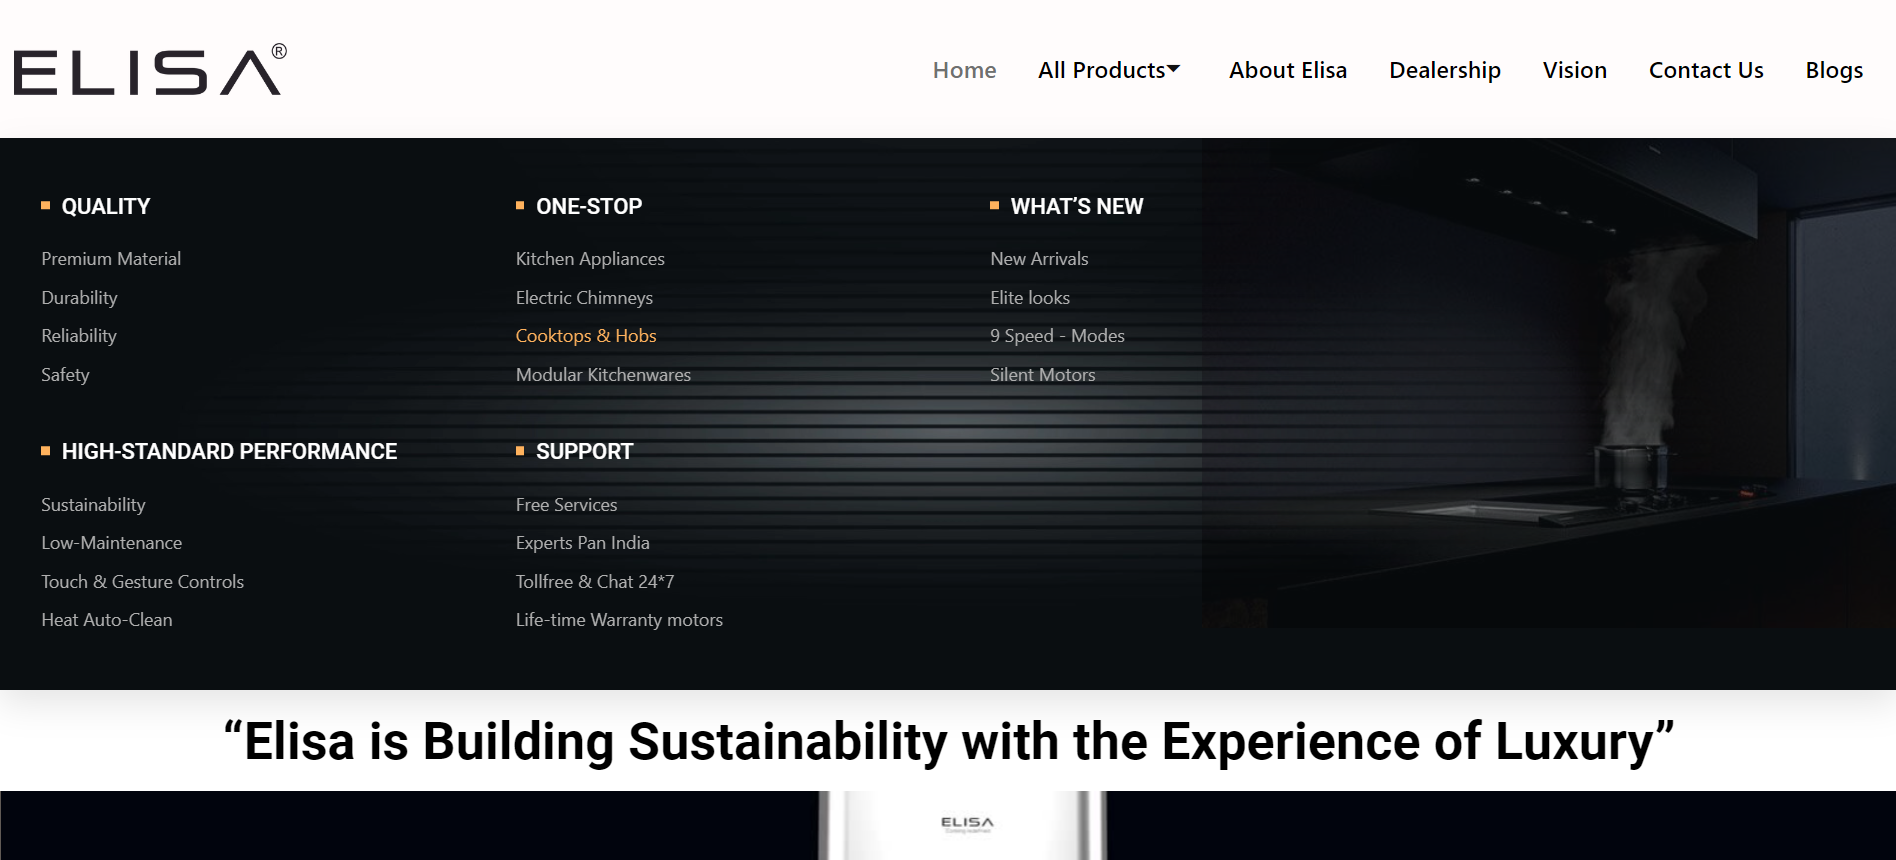 ELISA®
Home
All Products
About Elisa
Dealership
Vision
Contact Us
Blogs
QUALITY
Premium Material
Durability
Reliability
Safety
ONE-STOP
Kitchen Appliances
Electric Chimneys
Cooktops & Hobs
Modular Kitchenwares
WHAT’S NEW
New Arrivals
Elite looks
9 Speed - Modes
Silent Motors
HIGH-STANDARD PERFORMANCE
Sustainability
Low-Maintenance
Touch & Gesture Controls
Heat Auto-Clean
SUPPORT
Free Services
Experts Pan India
Tollfree & Chat 24*7
Life-time Warranty motors
“Elisa is Building Sustainability with the Experience of Luxury”
ELISA